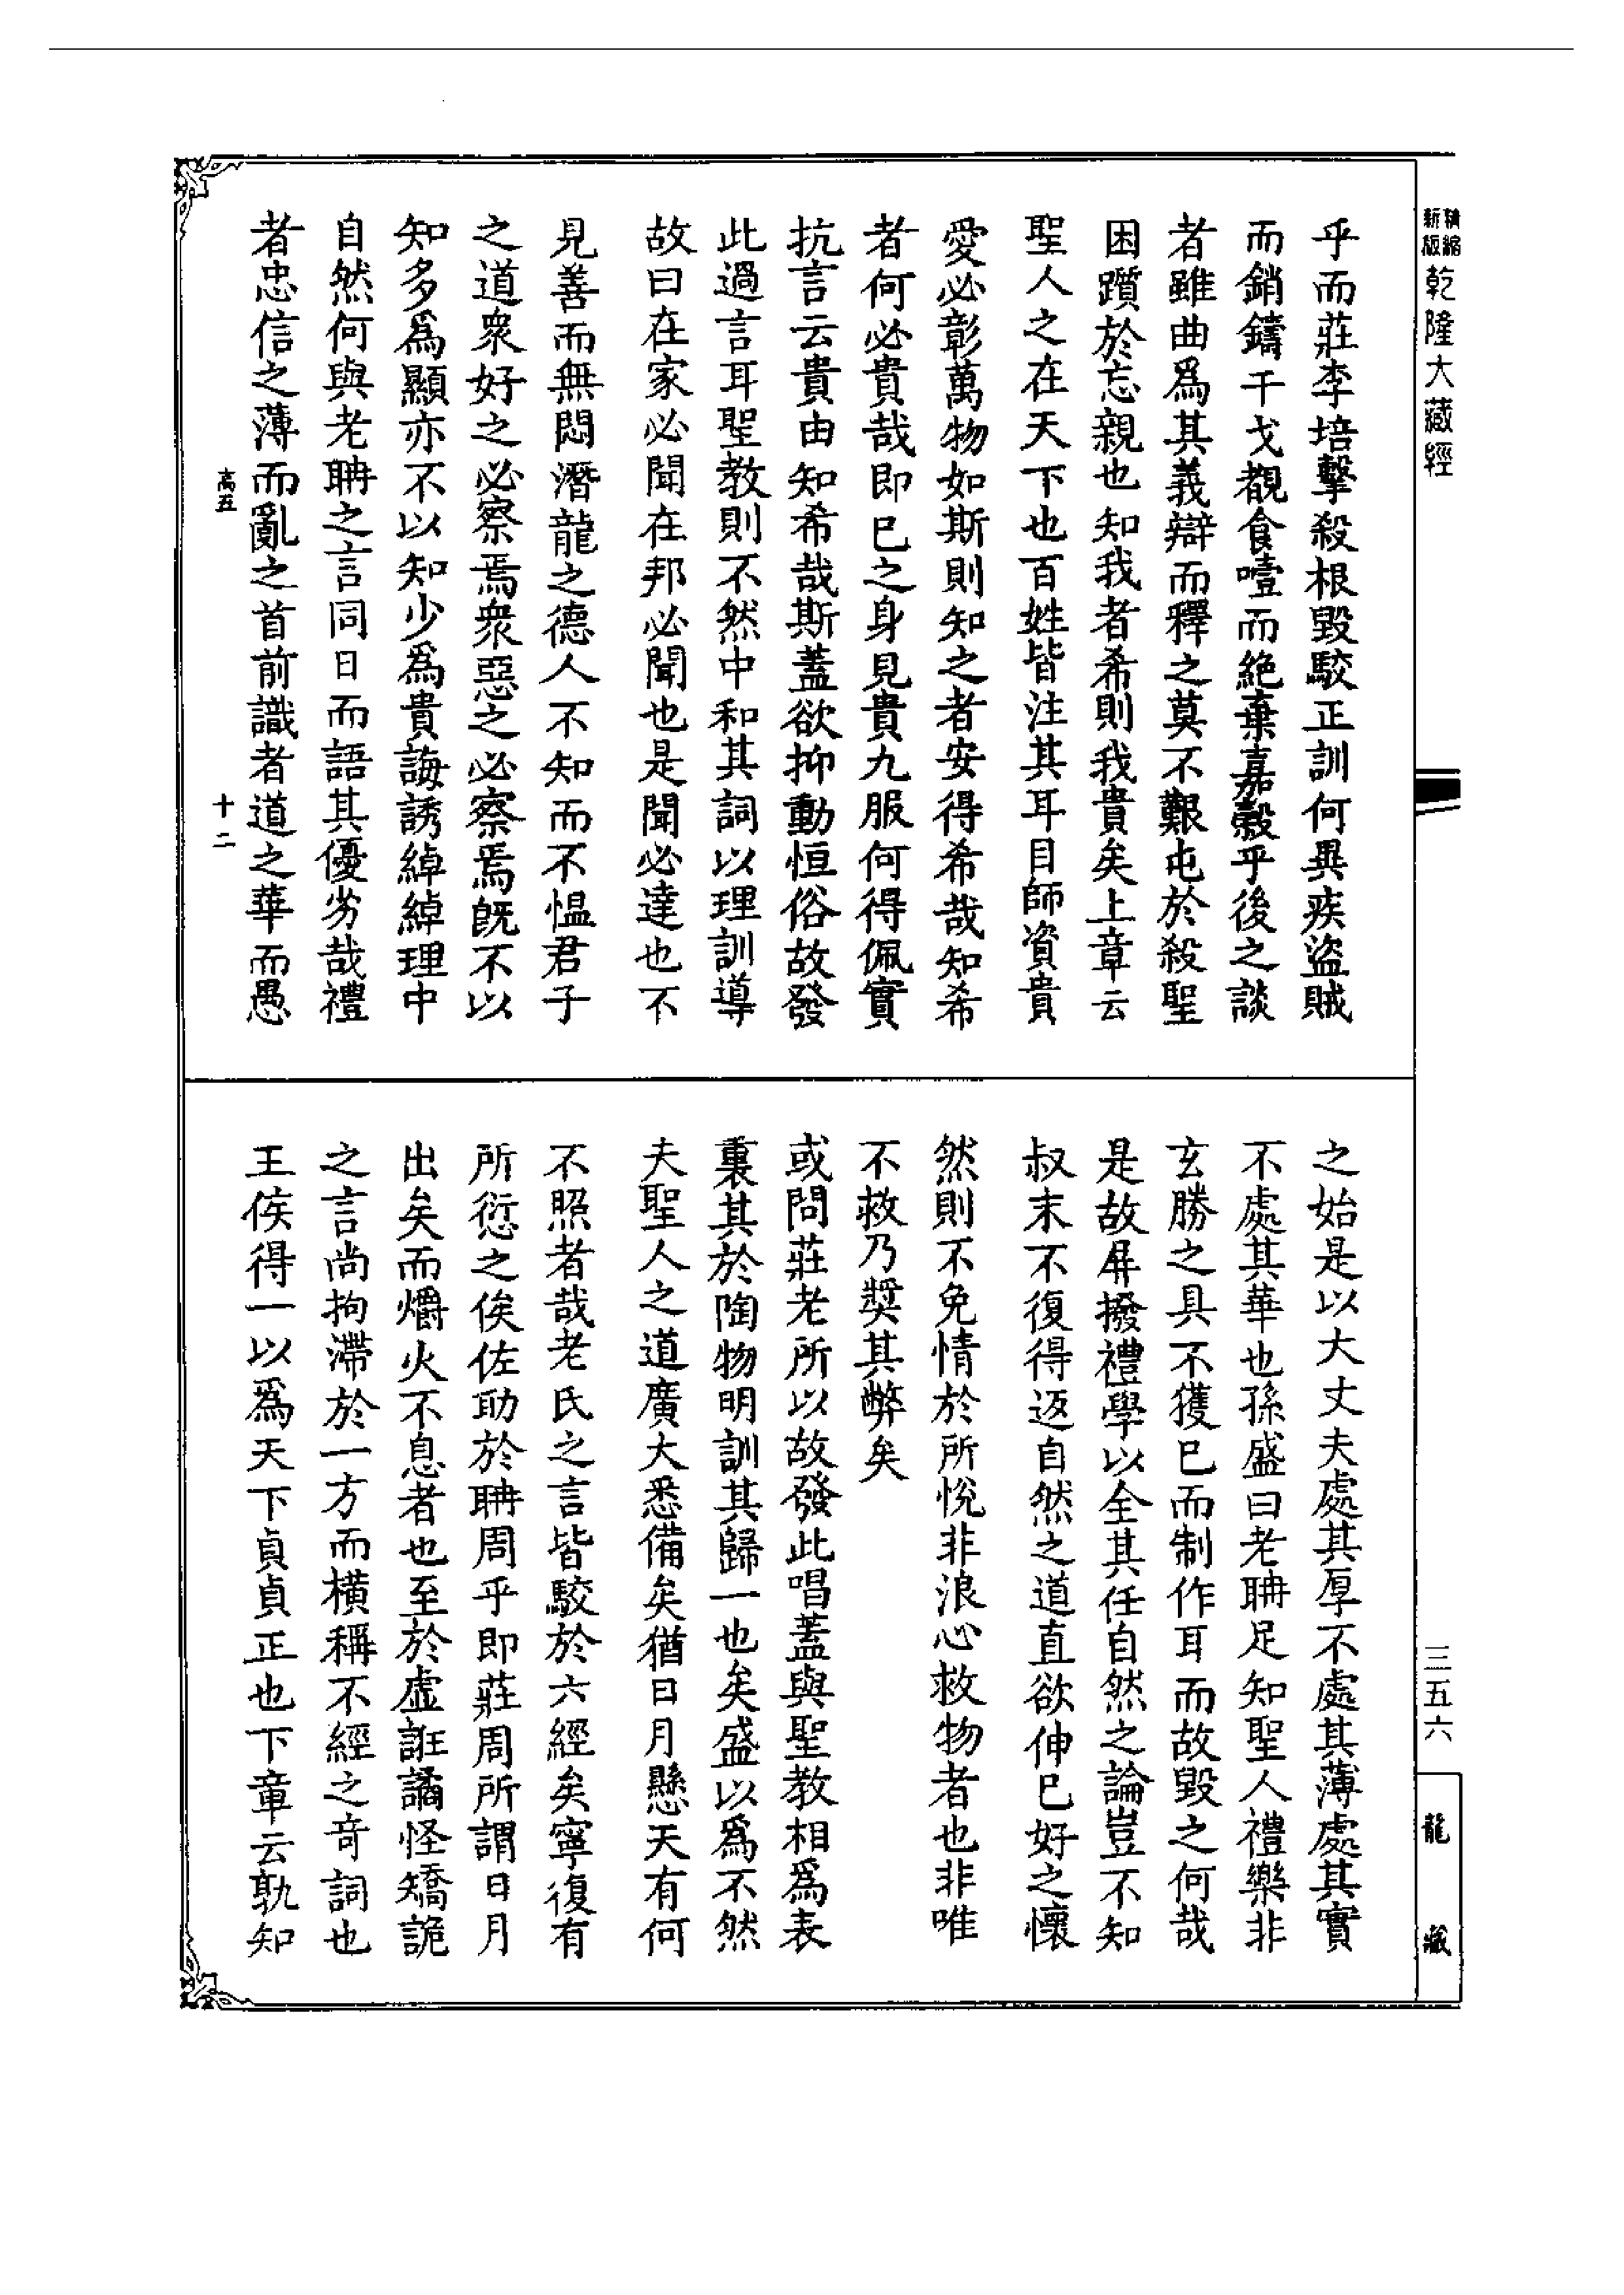 精縮新版
乾隆大藏經
乎而莊李掊擊殺根毀駮正訓何異疾盜賊
而銷鑄干戈覩食噎而絕棄嘉穀乎後之談
者雖曲爲其義辯而釋之莫不艱屯於殺聖
困躓於忘親也知我者希則我貴矣上章云
聖人之在天下也百姓皆注其耳目師資貴
愛必彰萬物如斯則知之者安得希哉知希
者何必貴哉即已之身見貴九服何得佩實
抗言云貴由知希哉斯蓋欲抑動恒俗故發
此過言耳聖教則不然中和其詞以理訓導
故曰在家必聞在邦必聞也是聞必達也不
見善而無悶潛龍之德人不知而不慍君子
之道衆好之必察焉衆惡之必察焉旣不以
知多爲顯亦不以知少爲貴誨誘綽綽理中
自然何與老聃之言同日而語其優劣哉禮
者忠信之薄而亂之首前識者道之華而愚
高五
十二
之始是以大丈夫處其厚不處其薄處其實
不處其華也孫盛曰老聃足知聖人禮樂非
玄勝之具不獲已而制作耳而故毀之何哉
是故屏撥禮學以全其任自然之論豈不知
叔末不復得返自然之道直欲伸已好之懷
然則不免情於所悅非浪心救物者也非唯
不救乃奬其弊矣
或問莊老所以故發此唱蓋與聖教相爲表
裏其於陶物明訓其歸一也矣盛以爲不然
夫聖人之道廣大悉備矣猶日月懸天有何
不照者哉老氏之言皆駮於六經矣寧復有
所愆之俟佐助於聃周乎即莊周所謂日月
出矣而爝火不息者也至於虛誑譎怪矯詭
之言尚拘滯於一方而橫稱不經之奇詞也
王侯得一以爲天下貞貞正也下章云孰知
三五六
龍藏